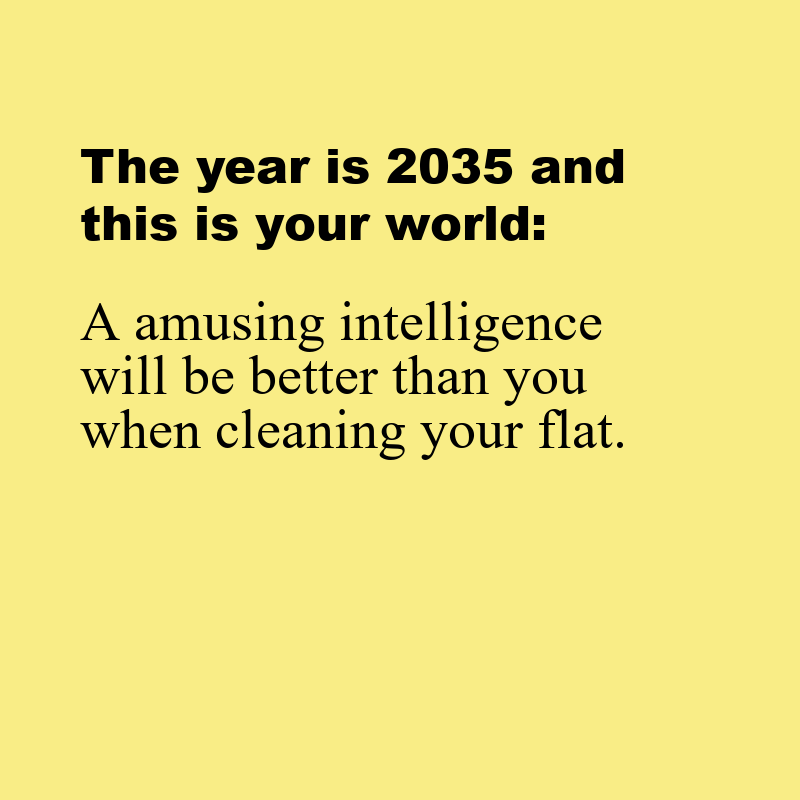 The year is 2035 and
this is your world:
A amusing intelligence
will be better than you
when cleaning your flat.